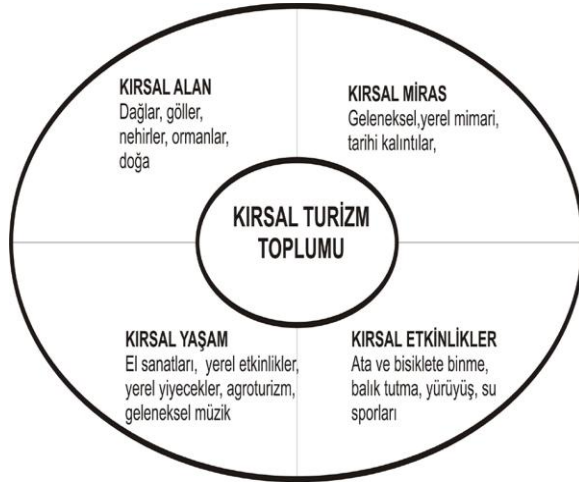 KIRSAL ALAN
Dağlar, göller,
nehirler, ormanlar,
doğa
KIRSAL MİRAS
Geleneksel,yerel mimari,
tarihi kalıntılar,
KIRSAL TURİZM
TOPLUMU
KIRSAL YAŞAM
El sanatları, yerel etkinlikler,
yerel yiyecekler, agroturizm,
geleneksel müzik
KIRSAL ETKİNLİKLER
Ata ve bisiklete binme,
balık tutma, yürüyüş, su
sporları